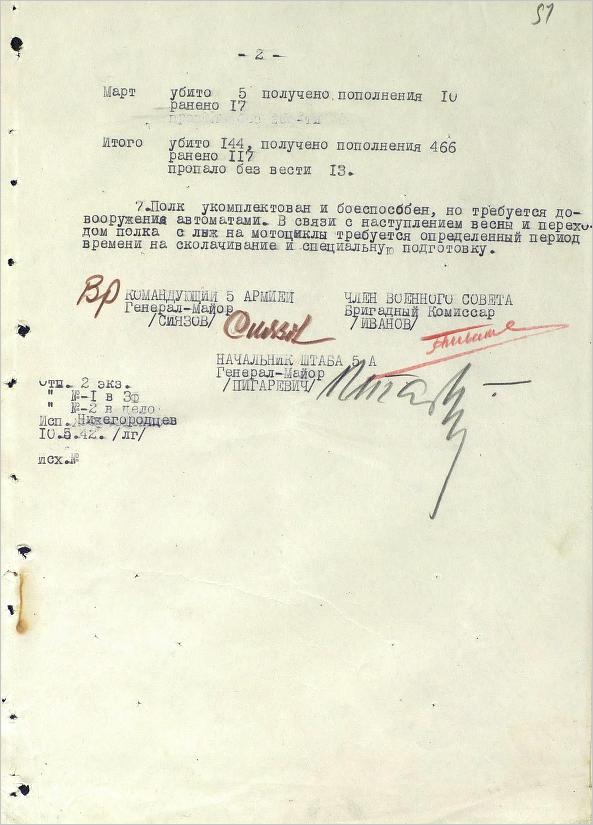 51
- 2 -
Март убито 5 получено пополнения 10
ранено 17
Итого убито 144, получено пополнения 466
ранено 117
пропало без вести 13.
7.Полк укомплектован и боеспособен, но требуется до-
вооружения автоматами. В связи с наступлением весны и перехо-
дом полка с лыж на мотоциклы требуется определенный период
времени на сколачивание и специальную подготовку.
Вр КОМАНДУЮЩИЙ 5 АРМИЕЙ ЧЛЕН ВОЕННОГО СОВЕТА
Генерал-Майор Бригадный Комиссар
/СИЯЗОВ/ /ИВАНОВ/
НАЧАЛЬНИК ШТАБА 5 А
Генерал-Майор
/ПИГАРЕВИЧ/
Отп. 2 экз.
" №-1 в ЗФ
" №-2 в дело
Исп. Нижегородцев
10.5.42. /лг/
исх.№